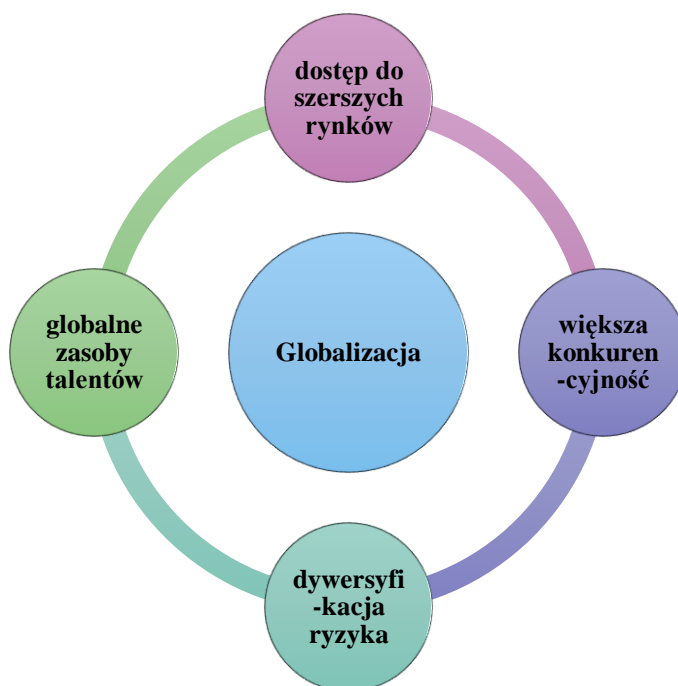 dostęp do
szerszych
rynków
globalne
zasoby
talentów
Globalizacja
większa
konkuren
-cyjność
dywersyfi
-kacja
ryzyka